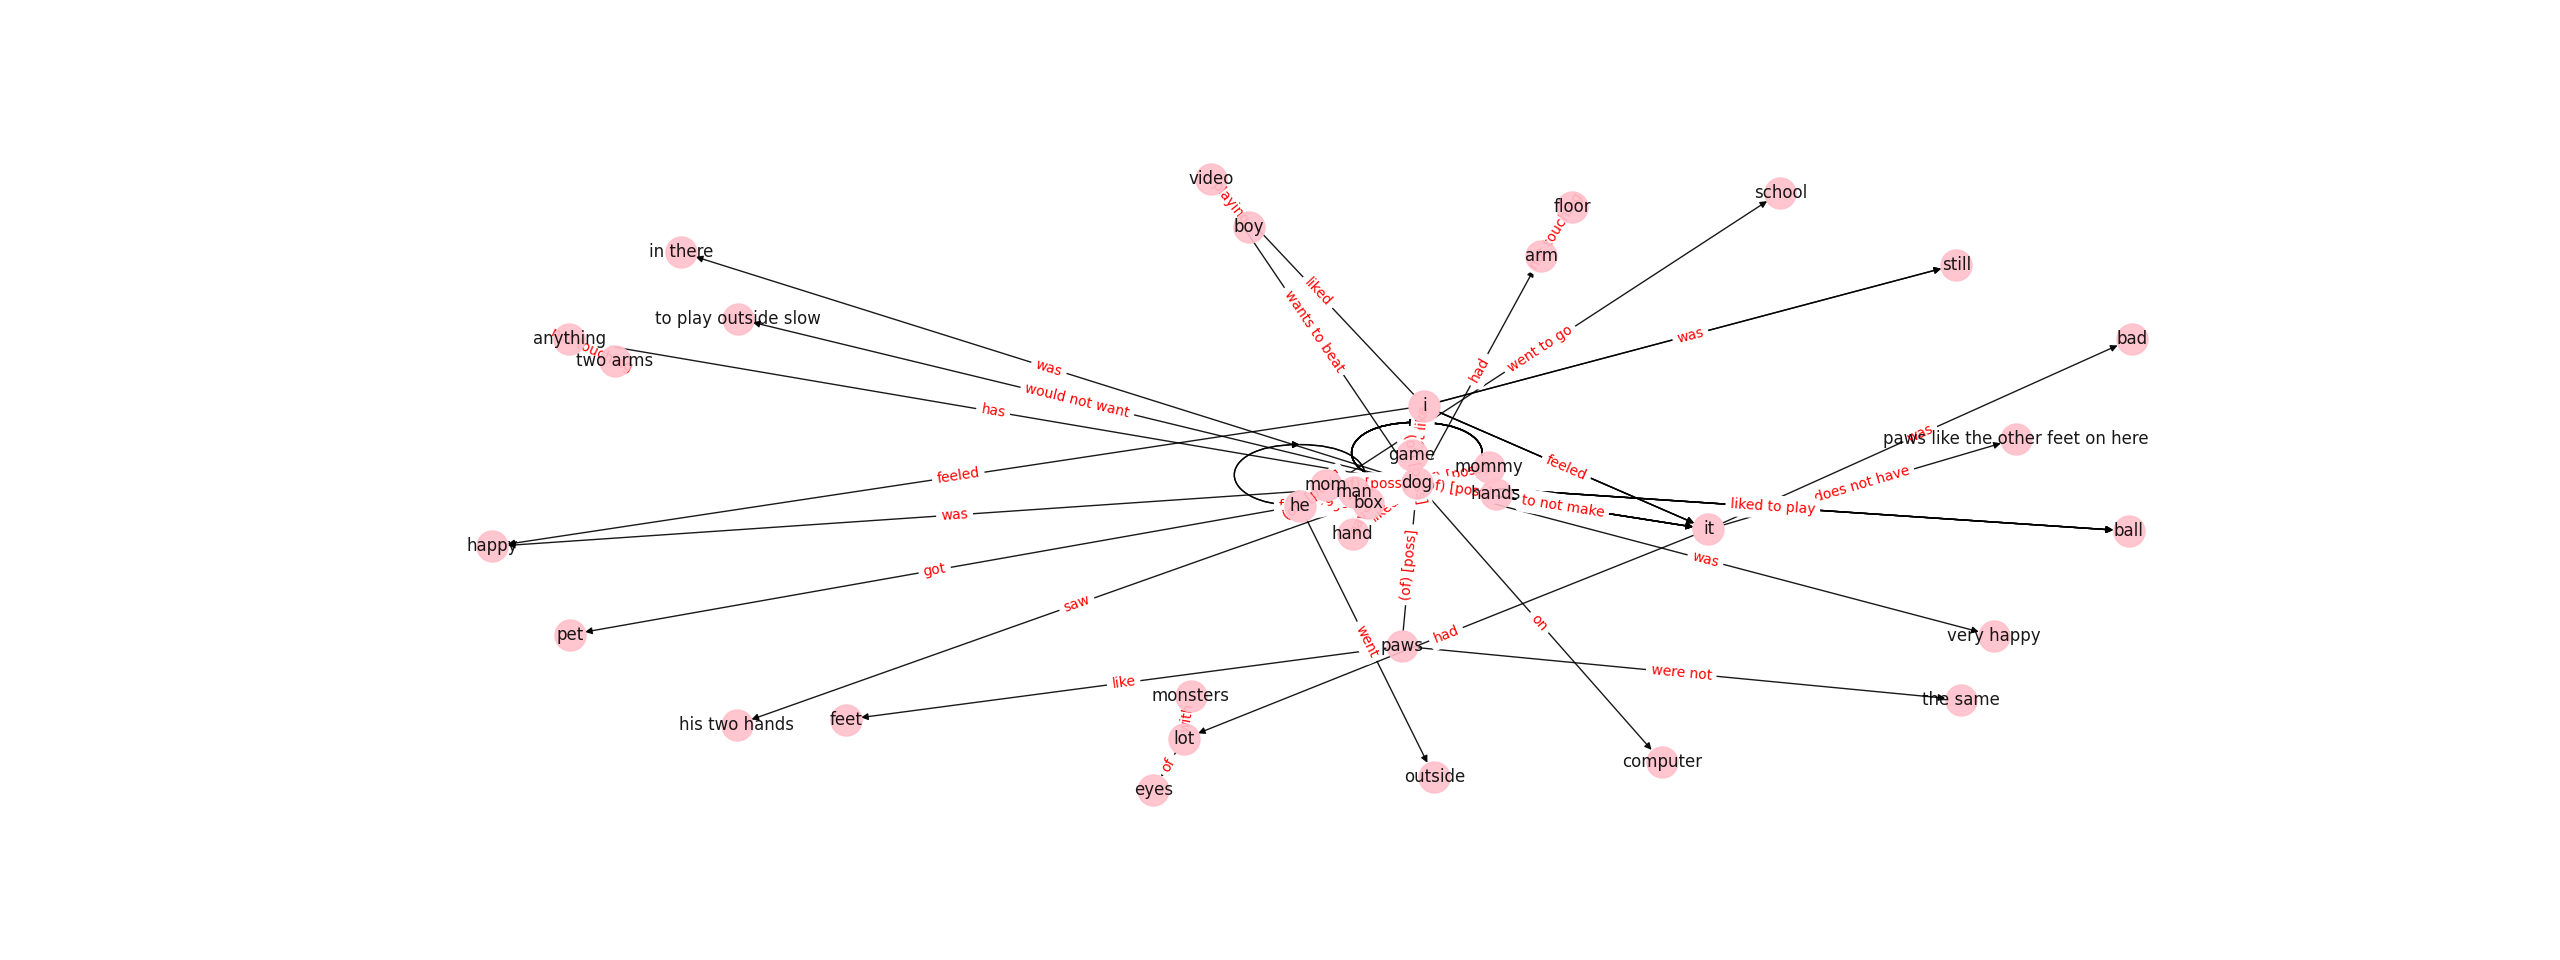 video
school
floor
boy
in there
arm
still
liked
to play outside slow
wants to beat
went to go
was
anything
bad
two arms
was
had
would not want
has
i
was
paws like the other feet on here
game
feeled
mommy
feeled
does not have
mom
man
dog
hands
box
he
to not make
liked to play
was
hand
it
ball
happy
was
got
(of) [poss]
saw
on
pet
went
had
very happy
paws
were not
like
monsters
the same
his two hands
feet
lot
of
computer
outside
eyes